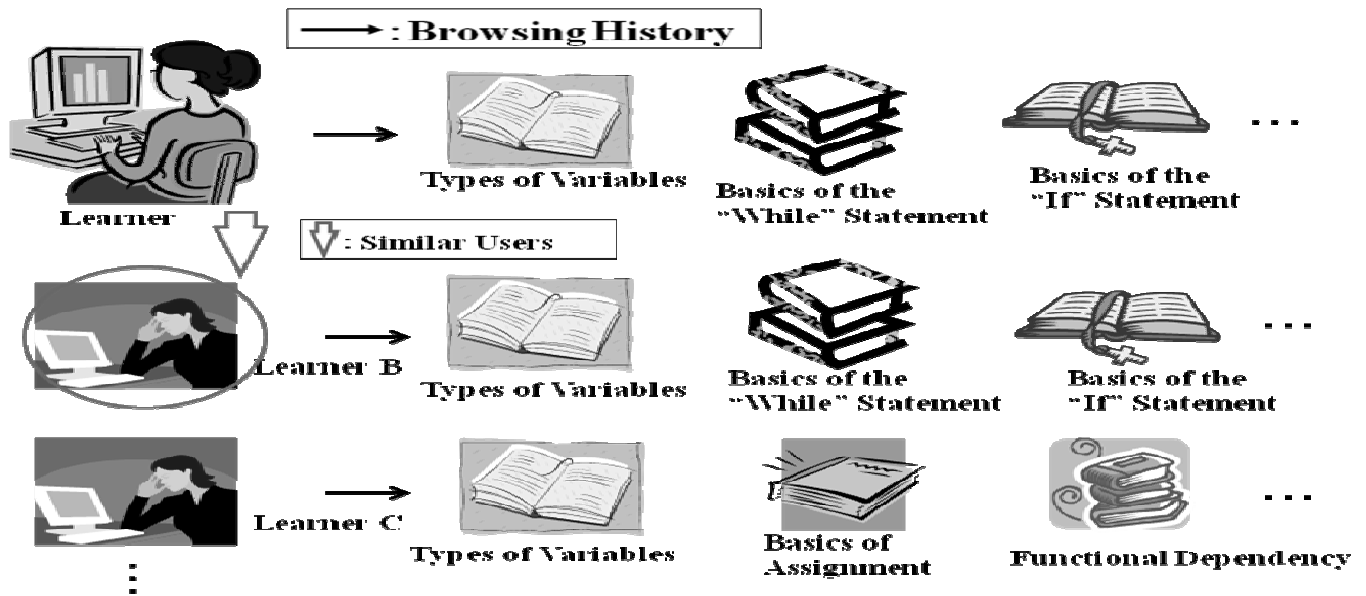 : Browsing History
Types of Variables
Basics of the
“While” Statement
Basics of the
“If” Statement
...
Learner
: Similar Users
Learner B
Types of Variables
Basics of the
“While” Statement
Basics of the
“If” Statement
...
Learner C
Types of Variables
Basics of
Assignment
Functional Dependency
...